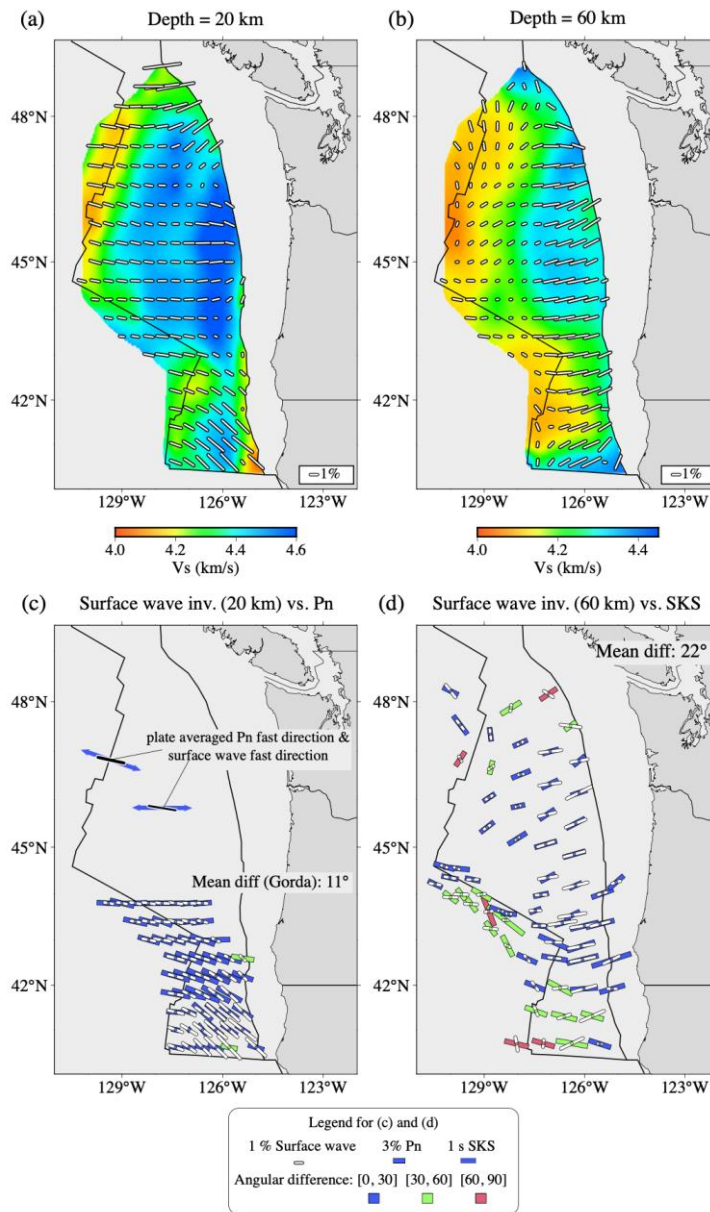 (a) Depth = 20 km
(b) Depth = 60 km
48°N
45°N
42°N
1%
129°W 126°W 123°W
48°N
45°N
42°N
1%
129°W 126°W 123°W
4.0 4.2 4.4 4.6
Vs (km/s)
4.0 4.2 4.4
Vs (km/s)
(c) Surface wave inv. (20 km) vs. Pn
(d) Surface wave inv. (60 km) vs. SKS
48°N
plate averaged Pn fast direction &
surface wave fast direction
45°N
Mean diff (Gorda): 11°
42°N
129°W 126°W 123°W
Mean diff: 22°
48°N
45°N
42°N
129°W 126°W 123°W
Legend for (c) and (d)
1 % Surface wave 3% Pn 1 s SKS
Angular difference: [0, 30] [30, 60] [60, 90]